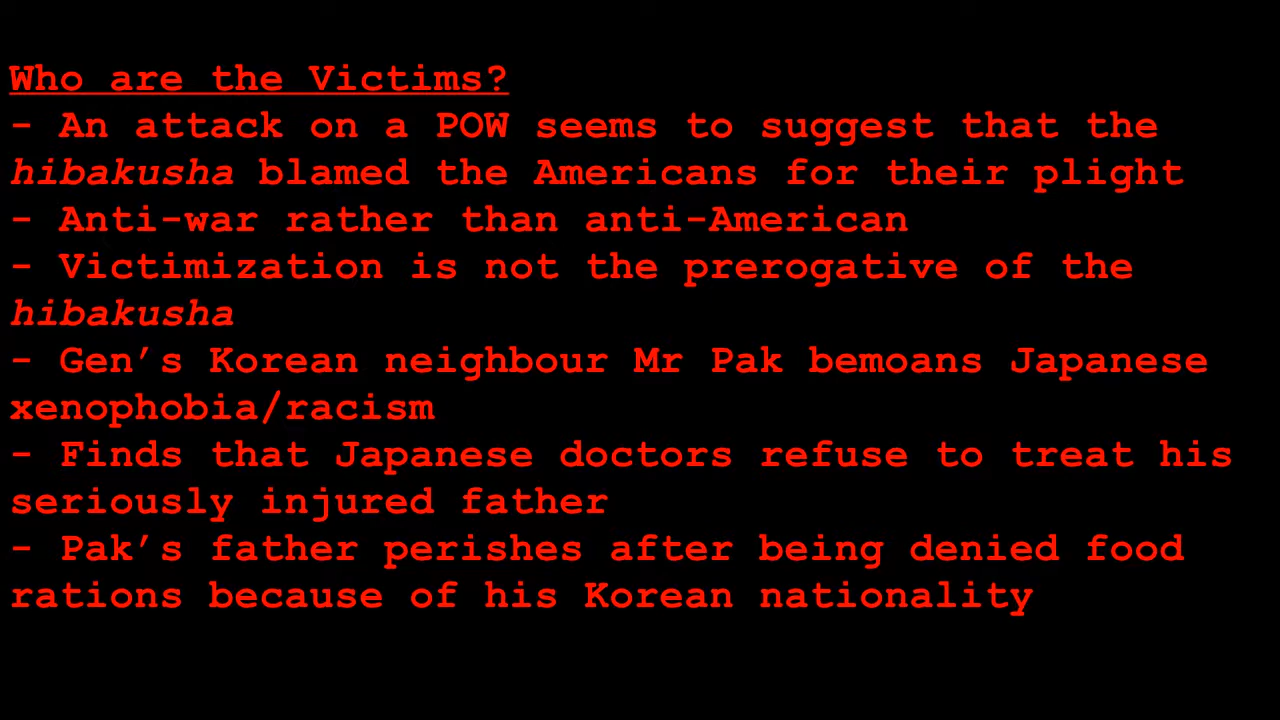 Who are the Victims?
- An attack on a POW seems to suggest that the
hibakusha blamed the Americans for their plight
- Anti-war rather than anti-American
- Victimization is not the prerogative of the
hibakusha
- Gen’s Korean neighbour Mr Pak bemoans Japanese
xenophobia/racism
- Finds that Japanese doctors refuse to treat his
seriously injured father
- Pak’s father perishes after being denied food
rations because of his Korean nationality